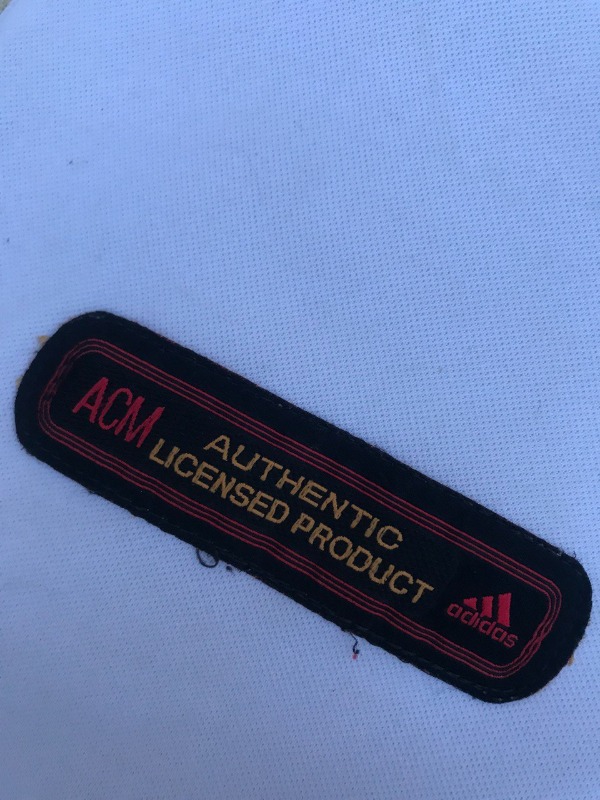 ACM
AUTHENTIC
LICENSED PRODUCT
adidas